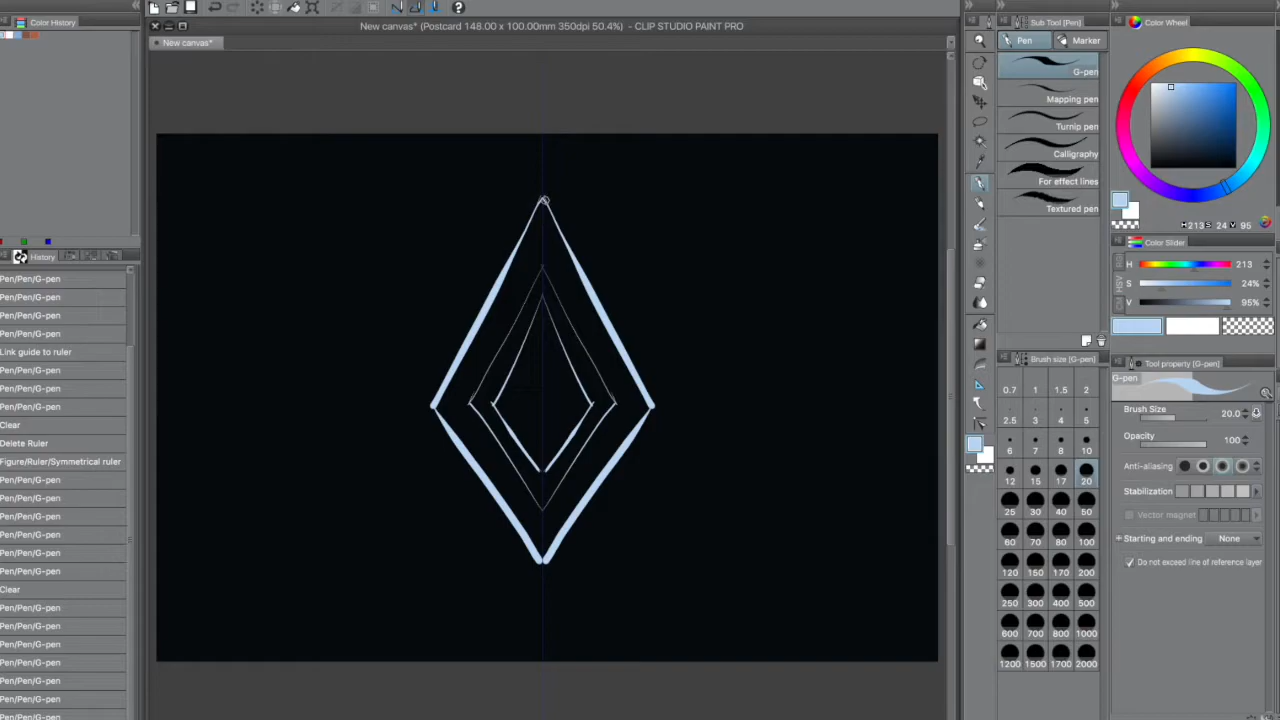 New canvas* (Postcard 148.00 x 100.00mm 350dpi 50.4%) - CLIP STUDIO PAINT PRO
Color History
New canvas*
History
Pen/Pen/G-pen
Pen/Pen/G-pen
Pen/Pen/G-pen
Pen/Pen/G-pen
Link guide to ruler
Pen/Pen/G-pen
Pen/Pen/G-pen
Pen/Pen/G-pen
Clear
Delete Ruler
Figure/Ruler/Symmetrical ruler
Pen/Pen/G-pen
Pen/Pen/G-pen
Pen/Pen/G-pen
Pen/Pen/G-pen
Pen/Pen/G-pen
Pen/Pen/G-pen
Clear
Pen/Pen/G-pen
Pen/Pen/G-pen
Pen/Pen/G-pen
Pen/Pen/G-pen
Pen/Pen/G-pen
Pen/Pen/G-pen
Pen/Pen/G-pen
Sub Tool [Pen]
Pen Marker
G-pen
Mapping pen
Turnip pen
Calligraphy
For effect lines
Textured pen
Brush size [G-pen]
0.7 1 1.5 2
2.5 3 4 5
6 7 8 10
12 15 17 20
25 30 40 50
60 70 80 100
120 150 170 200
250 300 400 500
600 700 800 1000
1200 1500 1700 2000
Color Wheel
H 213 S 24 V 95
Color Slider
H 213
S 24%
V 95%
Tool property [G-pen]
G-pen
Brush Size 20.0
Opacity 100
Anti-aliasing
Stabilization
Vector magnet
Starting and ending None
Do not exceed line of reference layer